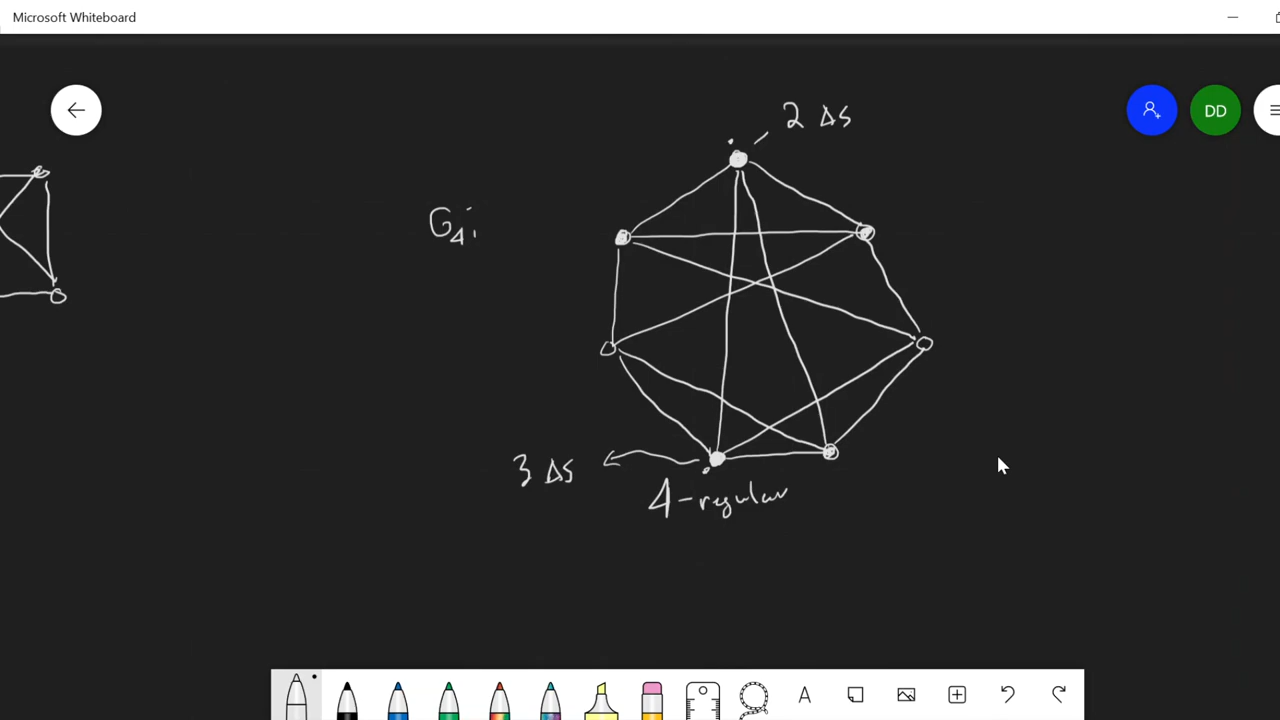 Microsoft Whiteboard
DD
2 Δs
G₄:
3 Δs
4-regular
A